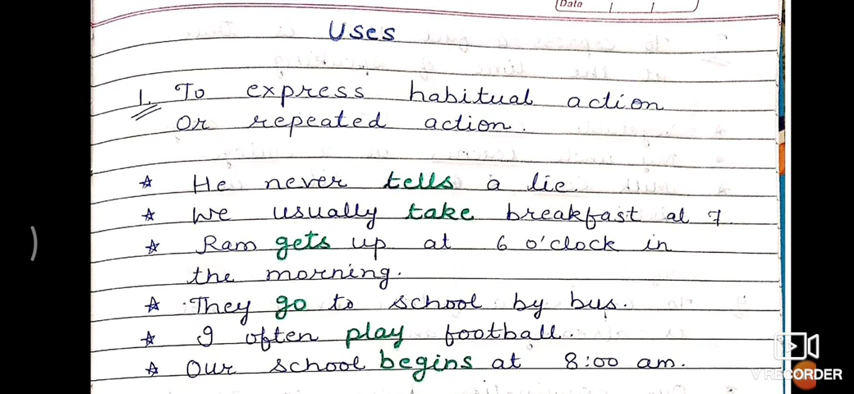 Date
Uses
1. To express habitual action
or repeated action.
☆ He never tells a lie.
☆ We usually take breakfast at 7
☆ Ram gets up at 6 o'clock in
the morning.
☆ They go to school by bus.
☆ I often play football.
☆ Our school begins at 8:00 am.
VRECORDER